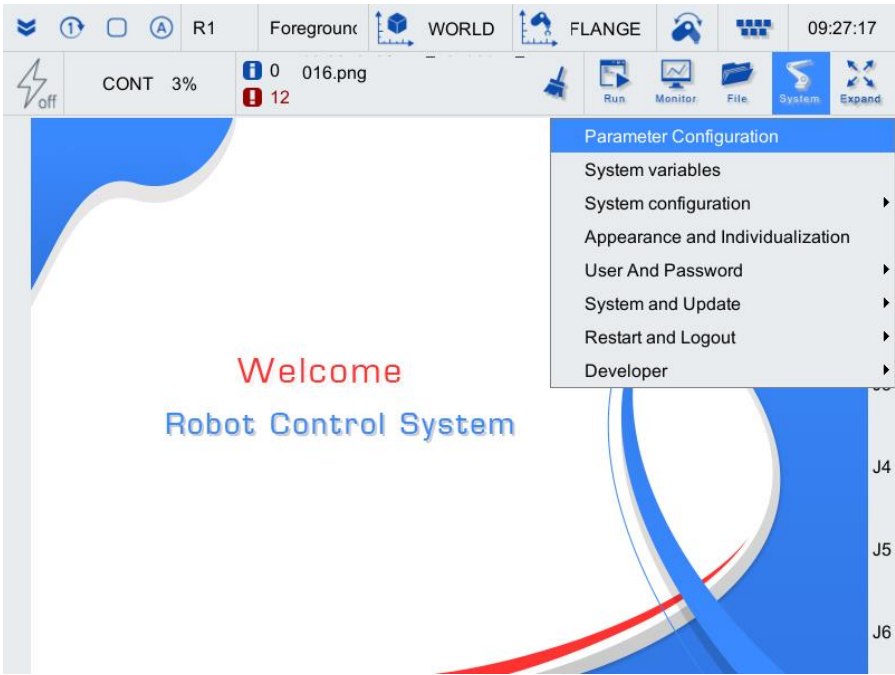 R1 Foreground WORLD FLANGE 09:27:17
off CONT 3% 0 016.png Run Monitor File System Expand
12
Parameter Configuration
System variables
System configuration
Appearance and Individualization
User And Password
System and Update
Restart and Logout
Developer
Welcome
Robot Control System
J4
J5
J6